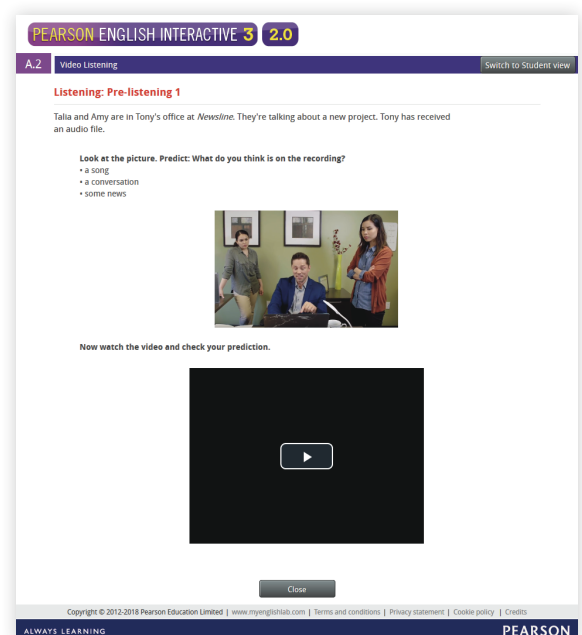 PEARSON ENGLISH INTERACTIVE 3 2.0
A.2 Video Listening Switch to Student view
Listening: Pre-listening 1
Talia and Amy are in Tony's office at Newsline. They're talking about a new project. Tony has received
an audio file.
Look at the picture. Predict: What do you think is on the recording?
• a song
• a conversation
• some news
Now watch the video and check your prediction.
Close
Copyright © 2012-2018 Pearson Education Limited | www.myenglishlab.com | Terms and conditions | Privacy statement | Cookie policy | Credits
ALWAYS LEARNING PEARSON